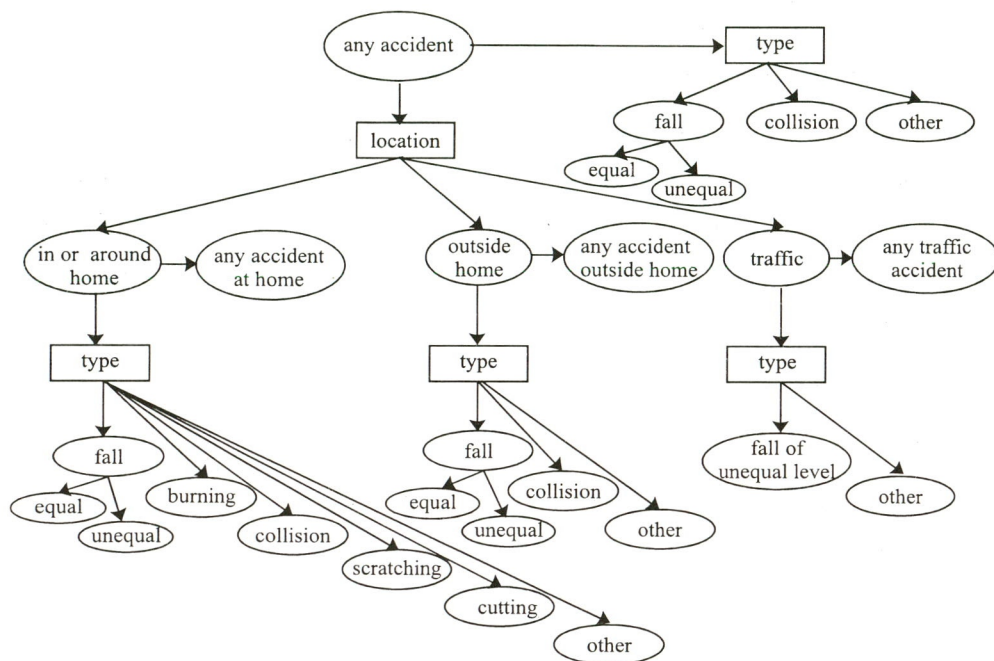 any accident
type
fall
collision
other
location
equal
unequal
in or around
home
any accident
at home
outside
home
any accident
outside home
traffic
any traffic
accident
type
type
type
fall
burning
equal
unequal
collision
scratching
cutting
other
fall
collision
equal
unequal
other
fall of
unequal level
other